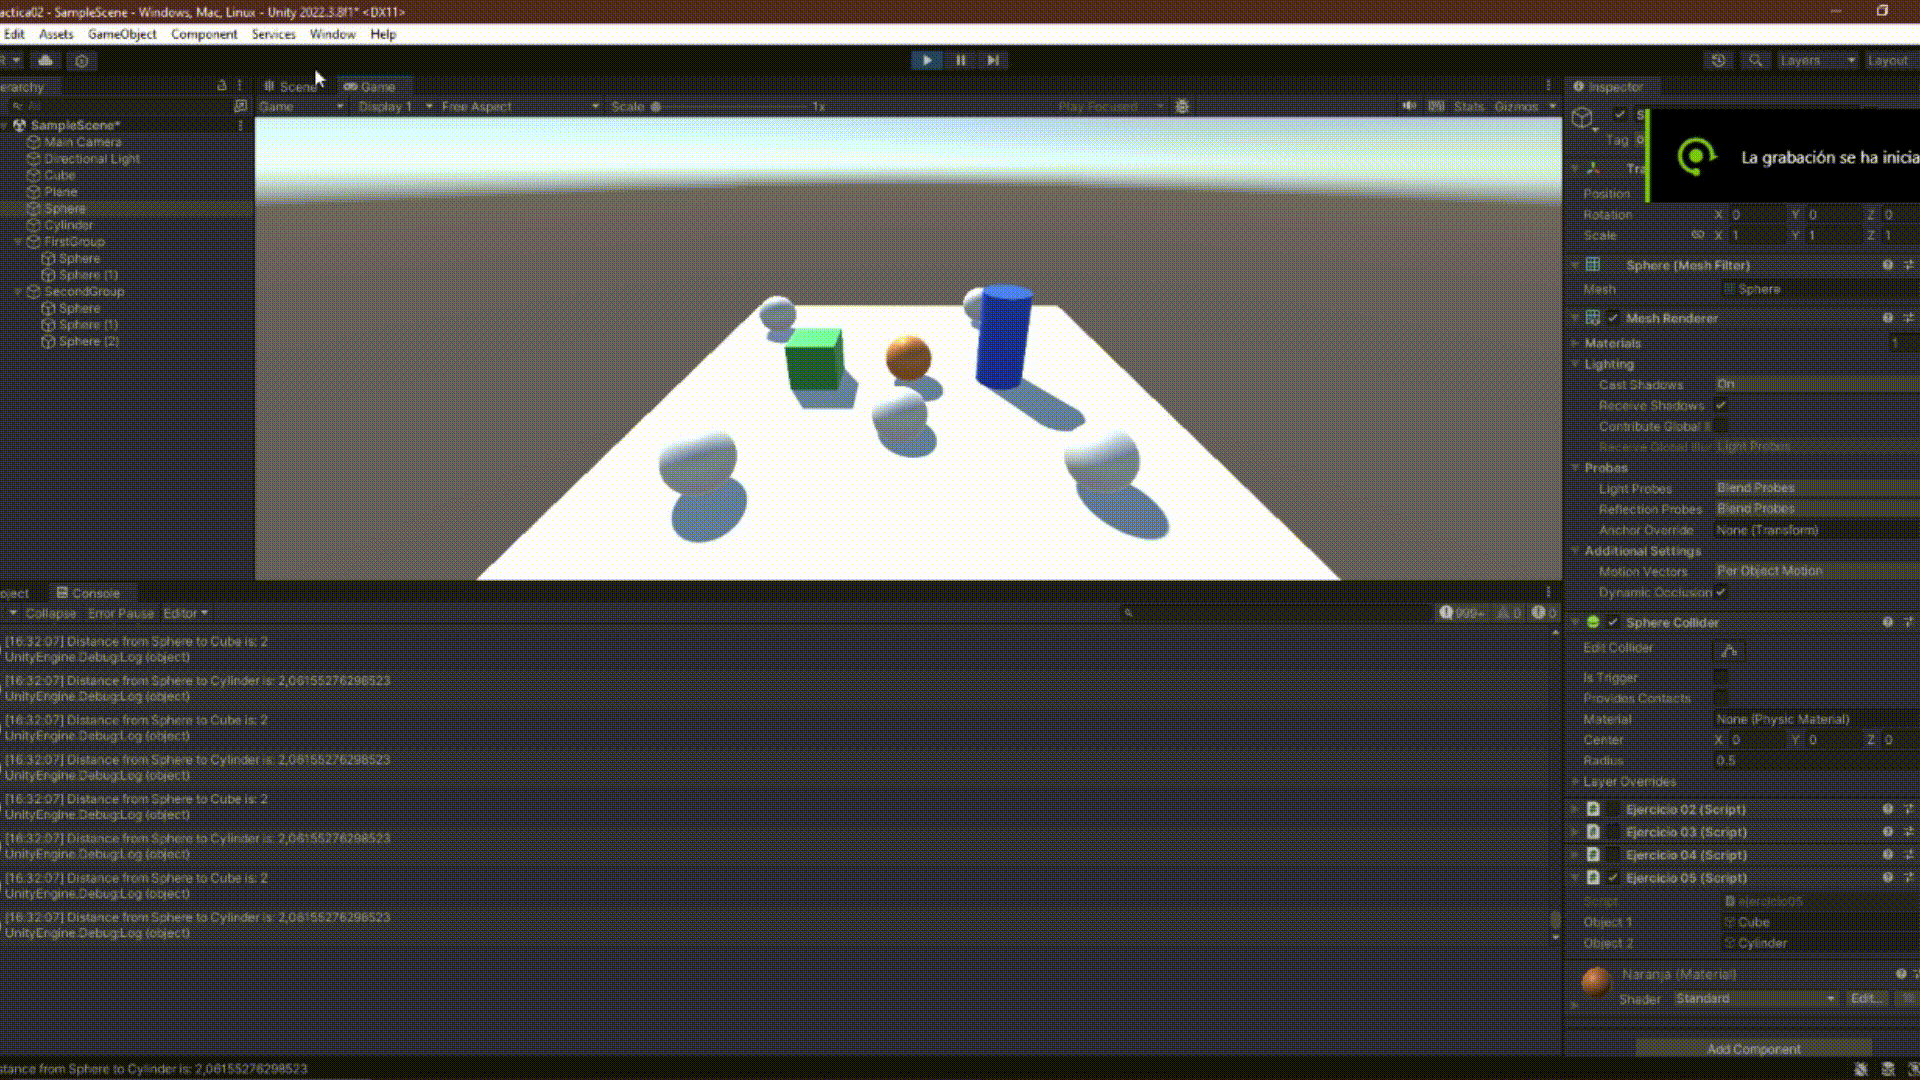 actica02 - SampleScene - Windows, Mac, Linux - Unity 2022.3.8f1* <DX11>
Edit Assets GameObject Component Services Window Help
Layers Layout
erarchy
Scene Game
Inspector
All
Game Display 1 Free Aspect Scale 1x Play Focused Stats Gizmos
SampleScene*
Main Camera
Directional Light
Cube
Plane
Sphere
Cylinder
FirstGroup
Sphere
Sphere (1)
SecondGroup
Sphere
Sphere (1)
Sphere (2)
S
Tag
La grabación se ha inicia
Tra
Position
Rotation X 0 Y 0 Z 0
Scale X 1 Y 1 Z 1
Sphere (Mesh Filter)
Mesh Sphere
Mesh Renderer
Materials 1
Lighting
Cast Shadows On
Receive Shadows
Contribute Global I
Receive Global Illur Light Probes
Probes
Light Probes Blend Probes
Reflection Probes Blend Probes
Anchor Override None (Transform)
Additional Settings
Motion Vectors Per Object Motion
Dynamic Occlusion
Sphere Collider
Edit Collider
Is Trigger
Provides Contacts
Material None (Physic Material)
Center X 0 Y 0 Z 0
Radius 0.5
Layer Overrides
Ejercicio 02 (Script)
Ejercicio 03 (Script)
Ejercicio 04 (Script)
Ejercicio 05 (Script)
Script ejercicio05
Object 1 Cube
Object 2 Cylinder
Naranja (Material)
Shader Standard Edit...
Add Component
oject Console
Collapse Error Pause Editor 999+ 0 0
[16:32:07] Distance from Sphere to Cube is: 2
UnityEngine.Debug:Log (object)
[16:32:07] Distance from Sphere to Cylinder is: 2,06155276298523
UnityEngine.Debug:Log (object)
[16:32:07] Distance from Sphere to Cube is: 2
UnityEngine.Debug:Log (object)
[16:32:07] Distance from Sphere to Cylinder is: 2,06155276298523
UnityEngine.Debug:Log (object)
[16:32:07] Distance from Sphere to Cube is: 2
UnityEngine.Debug:Log (object)
[16:32:07] Distance from Sphere to Cylinder is: 2,06155276298523
UnityEngine.Debug:Log (object)
[16:32:07] Distance from Sphere to Cube is: 2
UnityEngine.Debug:Log (object)
[16:32:07] Distance from Sphere to Cylinder is: 2,06155276298523
UnityEngine.Debug:Log (object)
stance from Sphere to Cylinder is: 2,06155276298523